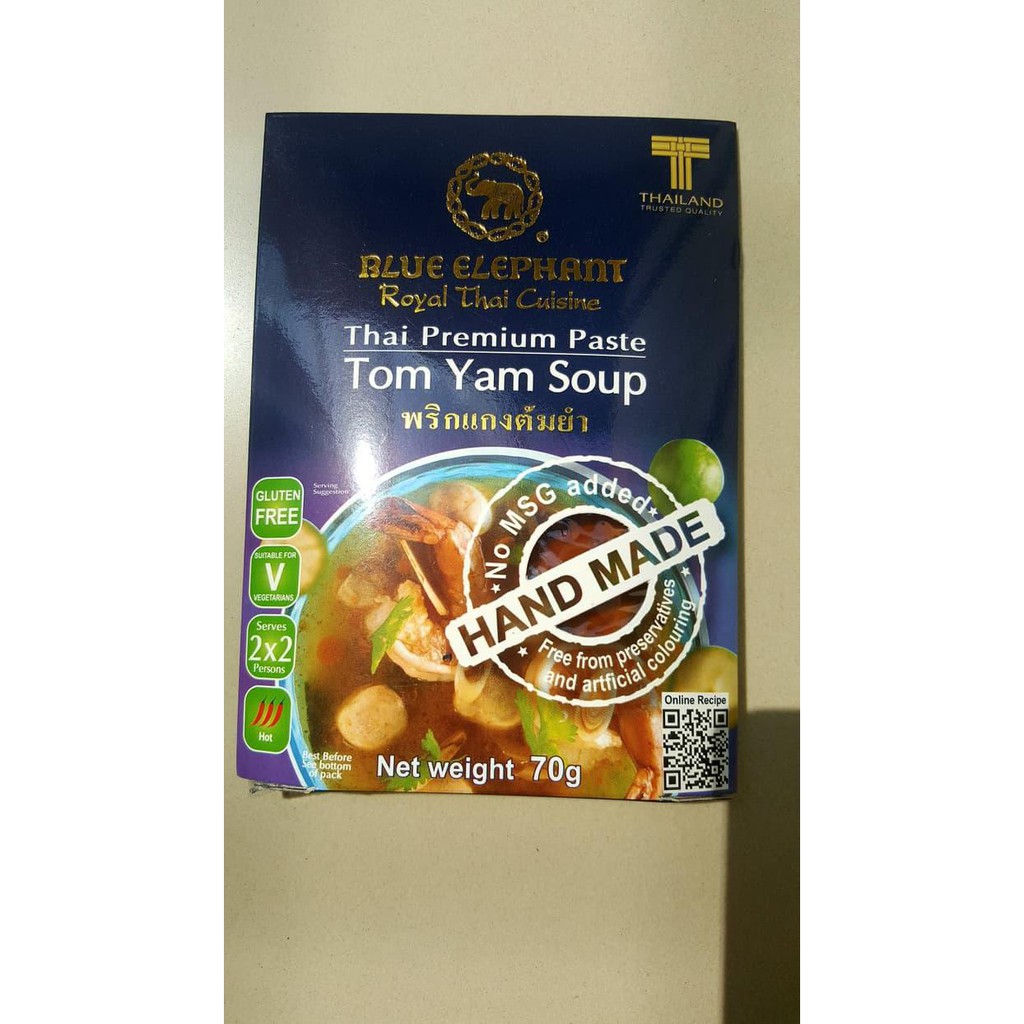 THAILAND
TRUSTED QUALITY
BLUE ELEPHANT
Royal Thai Cuisine
Thai Premium Paste
Tom Yam Soup
พริกแกงต้มยำ
Serving
Suggestion
GLUTEN
FREE
SUITABLE FOR
V
VEGETARIANS
Serves
2x2
Persons
Hot
No MSG added
HAND MADE
Free from preservatives
and artficial colouring
Online Recipe
Best Before
See bottom
of pack
Net weight 70g